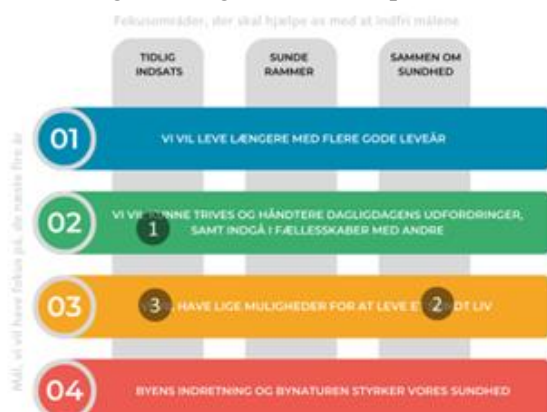 Fokusområder, der skal hjælpe os med at indfri målene
TIDLIG
INDSATS
SUNDE
RAMMER
SAMMEN OM
SUNDHED
Mål, vi vil have fokus på, de næste fire år
01
VI VIL LEVE LÆNGERE MED FLERE GODE LEVEÅR
02
VI VIL KUNNE TRIVES OG HÅNDTERE DAGLIGDAGENS UDFORDRINGER,
SAMT INDGÅ I FÆLLESSKABER MED ANDRE
1
03
3
HAVE LIGE MULIGHEDER FOR AT LEVE
2
LIV
04
BYENS INDRETNING OG BYNATUREN STYRKER VORES SUNDHED